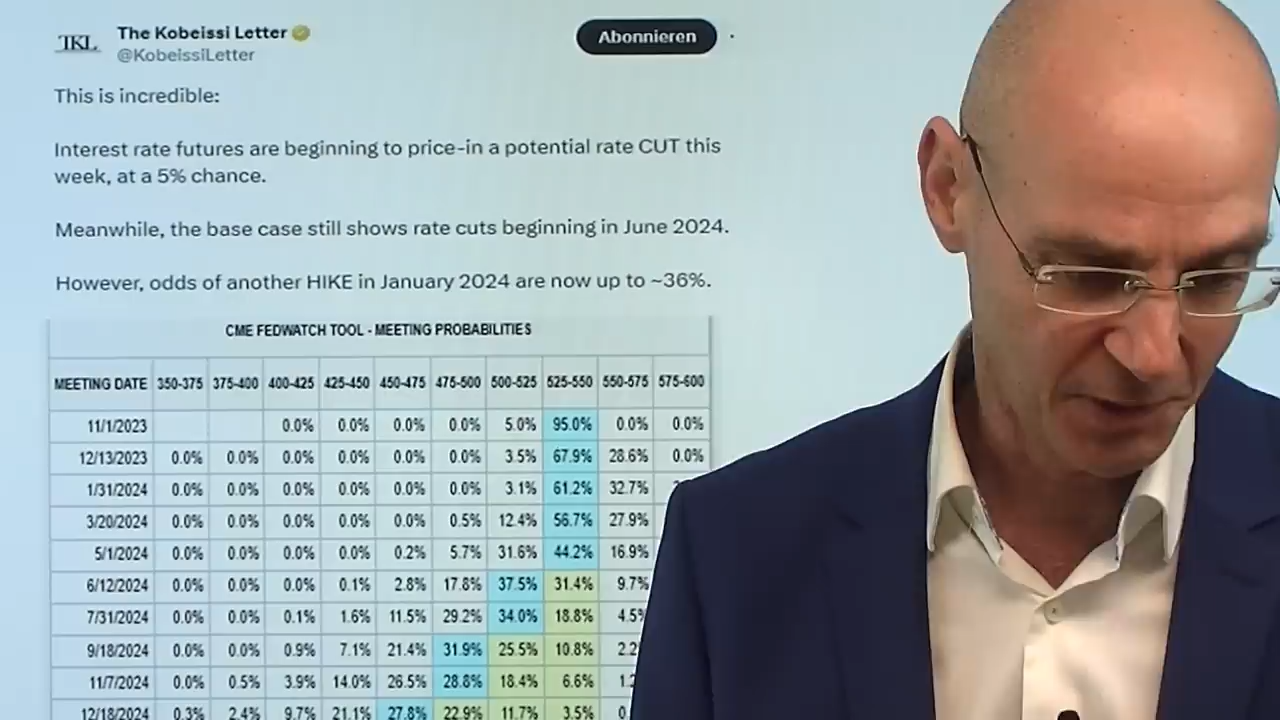 TKL The Kobeissi Letter
@KobeissiLetter
Abonnieren
This is incredible:
Interest rate futures are beginning to price-in a potential rate CUT this
week, at a 5% chance.
Meanwhile, the base case still shows rate cuts beginning in June 2024.
However, odds of another HIKE in January 2024 are now up to ~36%.
CME FEDWATCH TOOL - MEETING PROBABILITIES
MEETING DATE 350-375 375-400 400-425 425-450 450-475 475-500 500-525 525-550 550-575 575-600
11/1/2023 0.0% 0.0% 0.0% 0.0% 5.0% 95.0% 0.0% 0.0%
12/13/2023 0.0% 0.0% 0.0% 0.0% 0.0% 0.0% 3.5% 67.9% 28.6% 0.0%
1/31/2024 0.0% 0.0% 0.0% 0.0% 0.0% 0.0% 3.1% 61.2% 32.7%
3/20/2024 0.0% 0.0% 0.0% 0.0% 0.0% 0.5% 12.4% 56.7% 27.9%
5/1/2024 0.0% 0.0% 0.0% 0.0% 0.2% 5.7% 31.6% 44.2% 16.9%
6/12/2024 0.0% 0.0% 0.0% 0.1% 2.8% 17.8% 37.5% 31.4% 9.7%
7/31/2024 0.0% 0.0% 0.1% 1.6% 11.5% 29.2% 34.0% 18.8% 4.5%
9/18/2024 0.0% 0.0% 0.9% 7.1% 21.4% 31.9% 25.5% 10.8% 2.2
11/7/2024 0.0% 0.5% 3.9% 14.0% 26.5% 28.8% 18.4% 6.6%
12/18/2024 0.3% 2.4% 9.7% 21.1% 27.8% 22.9% 11.7% 3.5%